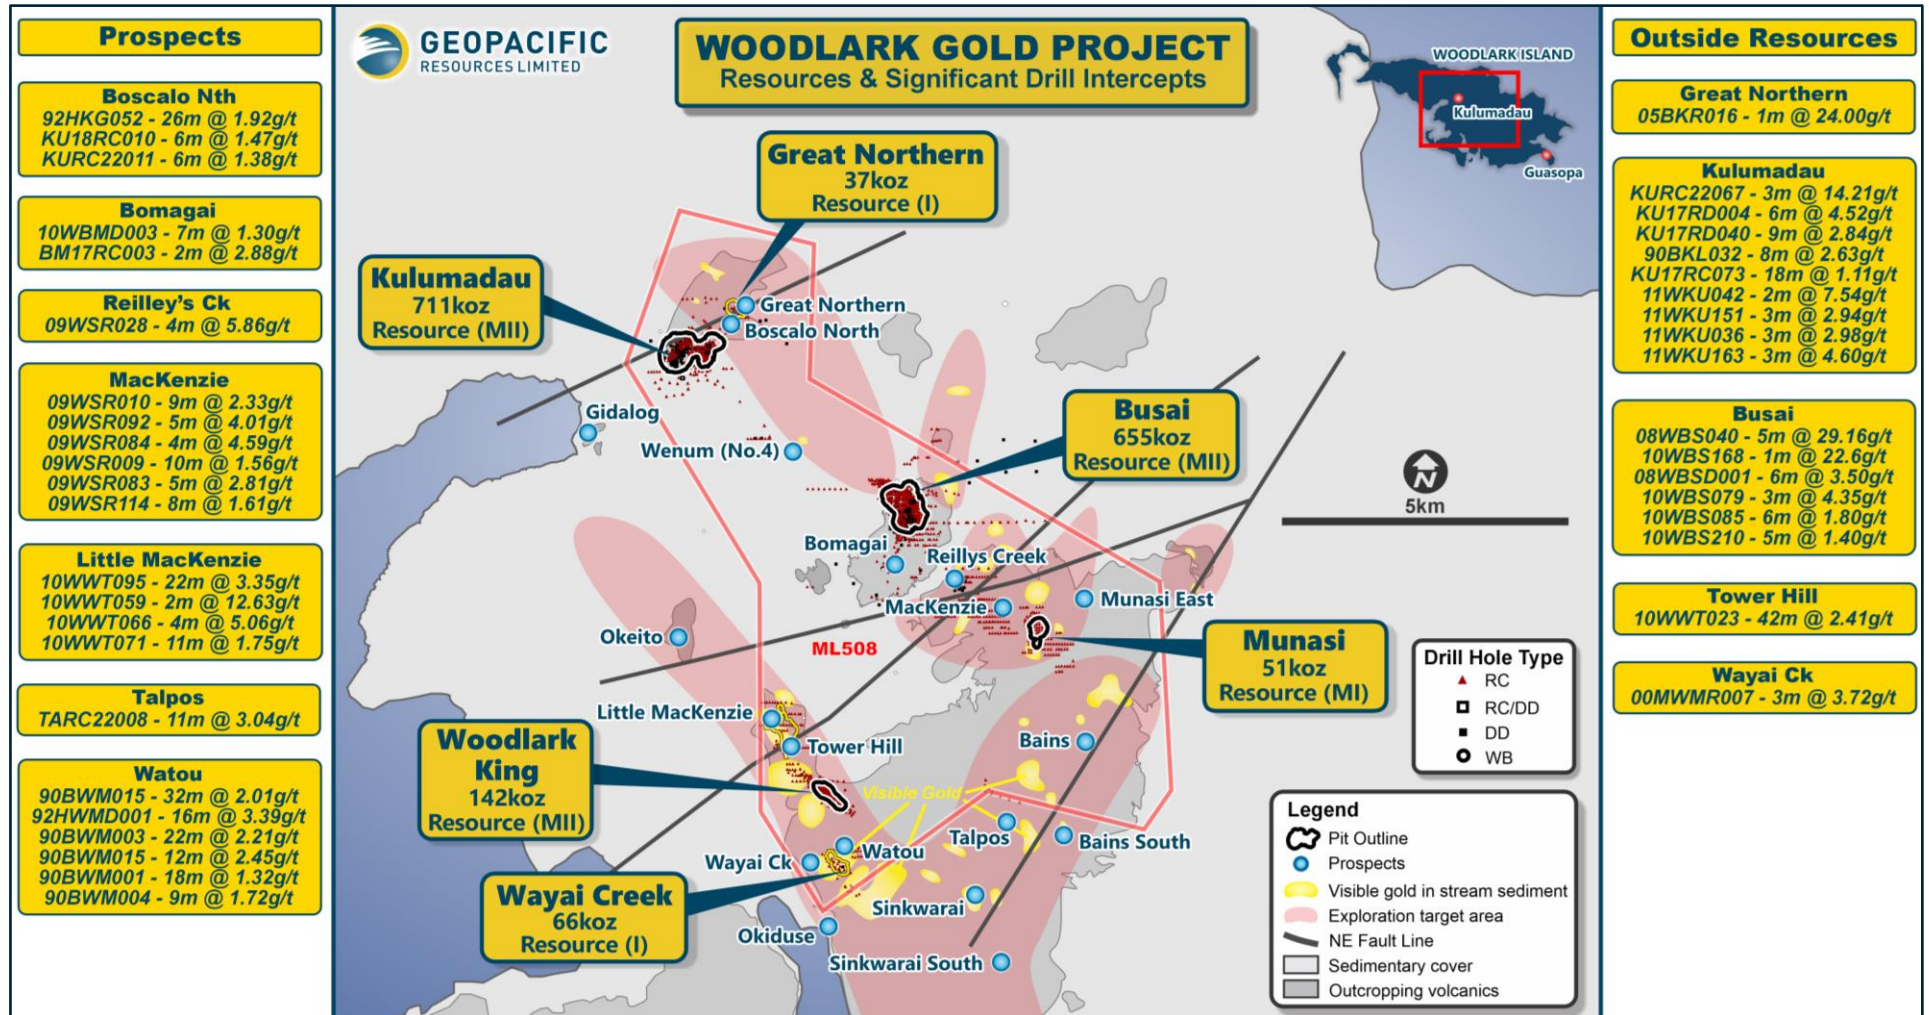 Prospects
Boscalo Nth
92HKG052 - 26m @ 1.92g/t
KU18RC010 - 6m @ 1.47g/t
KURC22011 - 6m @ 1.38g/t
Bomagai
10WBMD003 - 7m @ 1.30g/t
BM17RC003 - 2m @ 2.88g/t
Reilley's Ck
09WSR028 - 4m @ 5.86g/t
MacKenzie
09WSR010 - 9m @ 2.33g/t
09WSR092 - 5m @ 4.01g/t
09WSR084 - 4m @ 4.59g/t
09WSR009 - 10m @ 1.56g/t
09WSR083 - 5m @ 2.81g/t
09WSR114 - 8m @ 1.61g/t
Little MacKenzie
10WWT095 - 22m @ 3.35g/t
10WWT059 - 2m @ 12.63g/t
10WWT066 - 4m @ 5.06g/t
10WWT071 - 11m @ 1.75g/t
Talpos
TARC22008 - 11m @ 3.04g/t
Watou
90BWM015 - 32m @ 2.01g/t
92HWMD001 - 16m @ 3.39g/t
90BWM003 - 22m @ 2.21g/t
90BWM015 - 12m @ 2.45g/t
90BWM001 - 18m @ 1.32g/t
90BWM004 - 9m @ 1.72g/t
GEOPACIFIC
RESOURCES LIMITED
WOODLARK GOLD PROJECT
Resources & Significant Drill Intercepts
WOODLARK ISLAND
Kulumadau
Guasopa
Great Northern
37koz
Resource (I)
Kulumadau
711koz
Resource (MII)
Great Northern
Boscalo North
Gidalog
Wenum (No.4)
Busai
655koz
Resource (MII)
N
5km
Bomagai
Reillys Creek
MacKenzie
Munasi East
Okeito
ML508
Munasi
51koz
Resource (MI)
Little MacKenzie
Tower Hill
Bains
Woodlark
King
142koz
Resource (MII)
Visible Gold
Talpos
Bains South
Watou
Wayai Ck
Wayai Creek
66koz
Resource (I)
Sinkwarai
Okiduse
Sinkwarai South
Drill Hole Type
RC
RC/DD
DD
WB
Legend
Pit Outline
Prospects
Visible gold in stream sediment
Exploration target area
NE Fault Line
Sedimentary cover
Outcropping volcanics
Outside Resources
Great Northern
05BKR016 - 1m @ 24.00g/t
Kulumadau
KURC22067 - 3m @ 14.21g/t
KU17RD004 - 6m @ 4.52g/t
KU17RD040 - 9m @ 2.84g/t
90BKL032 - 8m @ 2.63g/t
KU17RC073 - 18m @ 1.11g/t
11WKU042 - 2m @ 7.54g/t
11WKU151 - 3m @ 2.94g/t
11WKU036 - 3m @ 2.98g/t
11WKU163 - 3m @ 4.60g/t
Busai
08WBS040 - 5m @ 29.16g/t
10WBS168 - 1m @ 22.6g/t
08WBSD001 - 6m @ 3.50g/t
10WBS079 - 3m @ 4.35g/t
10WBS085 - 6m @ 1.80g/t
10WBS210 - 5m @ 1.40g/t
Tower Hill
10WWT023 - 42m @ 2.41g/t
Wayai Ck
00MWMR007 - 3m @ 3.72g/t